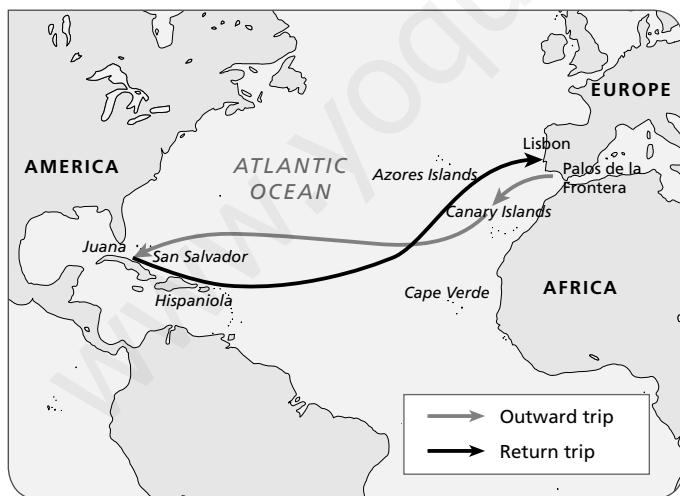 EUROPE
Lisbon
AMERICA
ATLANTIC
OCEAN
Azores Islands
Palos de la
Frontera
Canary Islands
Juana
San Salvador
Hispaniola
Cape Verde
AFRICA
Outward trip
Return trip